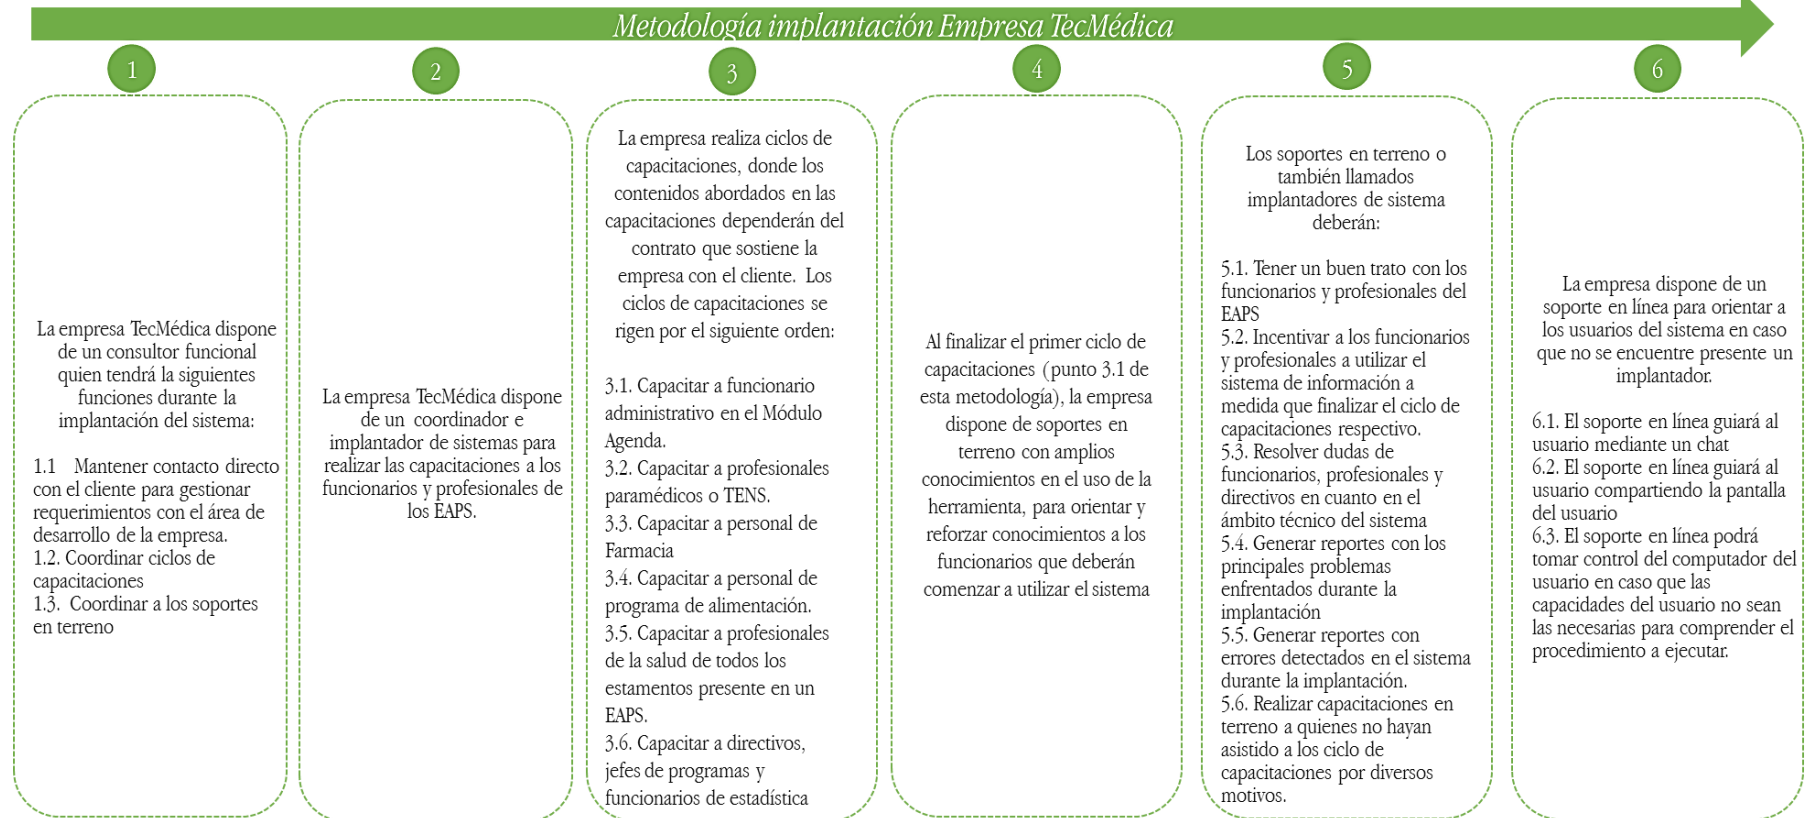 Metodología implantación Empresa TecMédica
1
La empresa TecMédica dispone
de un consultor funcional
quien tendrá la siguientes
funciones durante la
implantación del sistema:
1.1 Mantener contacto directo
con el cliente para gestionar
requerimientos con el área de
desarrollo de la empresa.
1.2. Coordinar ciclos de
capacitaciones
1.3. Coordinar a los soportes
en terreno
2
La empresa TecMédica dispone
de un coordinador e
implantador de sistemas para
realizar las capacitaciones a los
funcionarios y profesionales de
los EAPS.
3
La empresa realiza ciclos de
capacitaciones, donde los
contenidos abordados en las
capacitaciones dependerán del
contrato que sostiene la
empresa con el cliente. Los
ciclos de capacitaciones se
rigen por el siguiente orden:
3.1. Capacitar a funcionario
administrativo en el Módulo
Agenda.
3.2. Capacitar a profesionales
paramédicos o TENS.
3.3. Capacitar a personal de
Farmacia
3.4. Capacitar a personal de
programa de alimentación.
3.5. Capacitar a profesionales
de la salud de todos los
estamentos presente en un
EAPS.
3.6. Capacitar a directivos,
jefes de programas y
funcionarios de estadística
4
Al finalizar el primer ciclo de
capacitaciones (punto 3.1 de
esta metodología), la empresa
dispone de soportes en
terreno con amplios
conocimientos en el uso de la
herramienta, para orientar y
reforzar conocimientos a los
funcionarios que deberán
comenzar a utilizar el sistema
5
Los soportes en terreno o
también llamados
implantadores de sistema
deberán:
5.1. Tener un buen trato con los
funcionarios y profesionales del
EAPS
5.2. Incentivar a los funcionarios
y profesionales a utilizar el
sistema de información a
medida que finalizar el ciclo de
capacitaciones respectivo.
5.3. Resolver dudas de
funcionarios, profesionales y
directivos en cuanto en el
ámbito técnico del sistema
5.4. Generar reportes con los
principales problemas
enfrentados durante la
implantación
5.5. Generar reportes con
errores detectados en el sistema
durante la implantación.
5.6. Realizar capacitaciones en
terreno a quienes no hayan
asistido a los ciclo de
capacitaciones por diversos
motivos.
6
La empresa dispone de un
soporte en línea para orientar a
los usuarios del sistema en caso
que no se encuentre presente un
implantador.
6.1. El soporte en línea guiará al
usuario mediante un chat
6.2. El soporte en línea guiará al
usuario compartiendo la pantalla
del usuario
6.3. El soporte en línea podrá
tomar control del computador del
usuario en caso que las
capacidades del usuario no sean
las necesarias para comprender el
procedimiento a ejecutar.